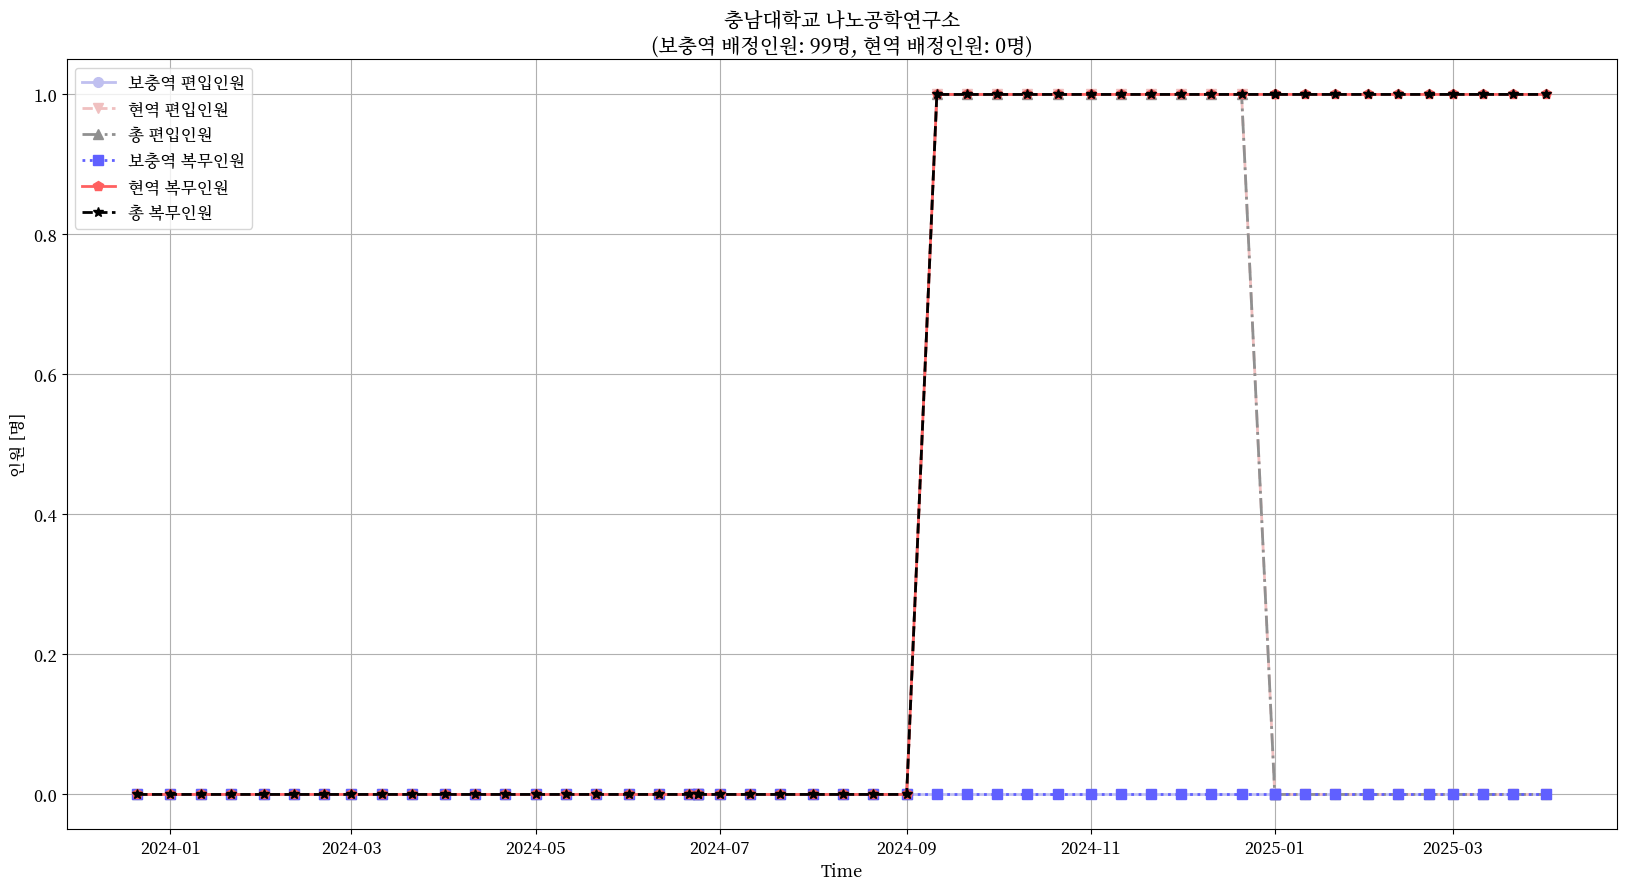 충남대학교 나노공학연구소
(보충역 배정인원: 99명, 현역 배정인원: 0명)
보충역 편입인원
현역 편입인원
총 편입인원
보충역 복무인원
현역 복무인원
총 복무인원
1.0
0.8
0.6
0.4
0.2
0.0
인원 [명]
2024-01
2024-03
2024-05
2024-07
2024-09
2024-11
2025-01
2025-03
Time